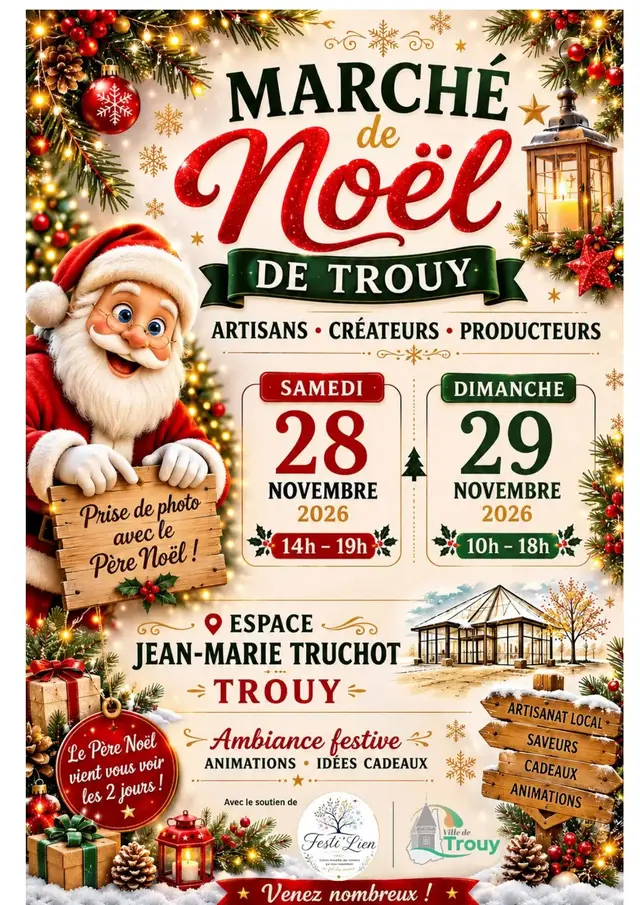 MARCHÉ
de
Noël
DE TROUY
ARTISANS • CRÉATEURS • PRODUCTEURS
SAMEDI
28
NOVEMBRE
2026
14h – 19h
DIMANCHE
29
NOVEMBRE
2026
10h – 18h
Prise de photo
avec le
Père Noël !
ESPACE
JEAN-MARIE TRUCHOT
TROUY
Le Père Noël
vient vous voir
les 2 jours !
Ambiance festive
ANIMATIONS • IDÉES CADEAUX
ARTISANAT LOCAL
SAVEURS
CADEAUX
ANIMATIONS
Avec le soutien de
Festi'Lien
Ville de
Trouy
Venez nombreux !